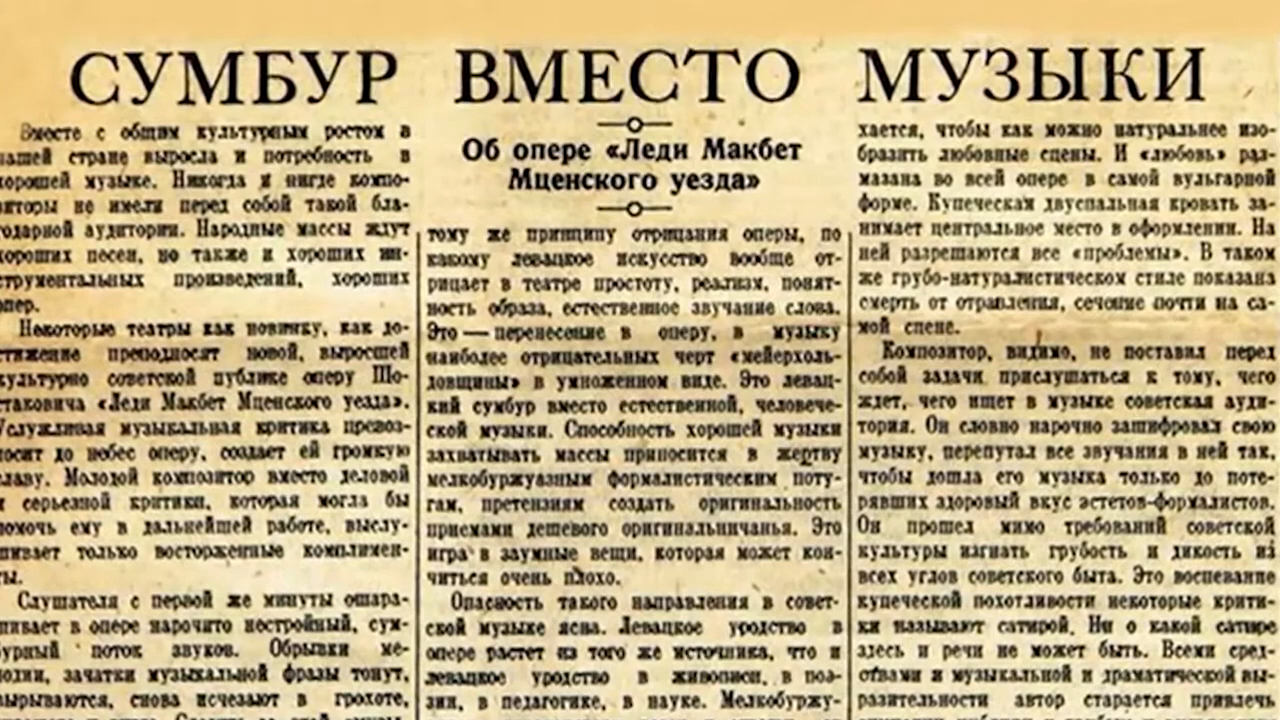 СУМБУР ВМЕСТО МУЗЫКИ
Вместе с общим культурным ростом в
нашей стране выросла и потребность в
хорошей музыке. Никогда и нигде компо-
зиторы не имели перед собой такой бла-
годарной аудитории. Народные массы ждут
хороших песен, но также и хороших ин-
струментальных произведений, хороших
опер.
Некоторые театры как новинку, как до-
стижение преподносят новой, выросшей
культурно советской публике оперу Шо-
стаковича «Леди Макбет Мценского уезда».
Услужливая музыкальная критика превоз-
носит до небес оперу, создает ей громкую
славу. Молодой композитор вместо деловой
и серьезной критики, которая могла бы
помочь ему в дальнейшей работе, выслу-
шивает только восторженные комплимен-
ты.
Слушателя с первой же минуты ошара-
шивает в опере нарочито нестройный, сум-
бурный поток звуков. Обрывки ме-
лодии, зачатки музыкальной фразы тонут,
вырываются, снова исчезают в грохоте,
Об опере «Леди Макбет
Мценского уезда»
тому же принципу отрицания оперы, по
какому левацкое искусство вообще от-
рицает в театре простоту, реализм, понят-
ность образа, естественное звучание слова.
Это — перенесение в оперу, в музыку
наиболее отрицательных черт «мейерхоль-
довщины» в умноженном виде. Это левац-
кий сумбур вместо естественной, человече-
ской музыки. Способность хорошей музыки
захватывать массы приносится в жертву
мелкобуржуазным формалистическим поту-
гам, претензиям создать оригинальность
приемами дешевого оригинальничанья. Это
игра в заумные вещи, которая может кон-
читься очень плохо.
Опасность такого направления в совет-
ской музыке ясна. Левацкое уродство в
опере растет из того же источника, что и
левацкое уродство в живописи, в поэ-
зии, в педагогике, в науке. Мелкобуржу-
хается, чтобы как можно натуральнее изо-
бразить любовные сцены. И «любовь» раз-
мазана во всей опере в самой вульгарной
форме. Купеческая двуспальная кровать за-
нимает центральное место в оформлении. На
ней разрешаются все «проблемы». В таком
же грубо-натуралистическом стиле показана
смерть от отравления, сечение почти на са-
мой сцене.
Композитор, видимо, не поставил перед
собой задачи прислушаться к тому, чего
ждет, чего ищет в музыке советская ауди-
тория. Он словно нарочно зашифровал свою
музыку, перепутал все звучания в ней так,
чтобы дошла его музыка только до поте-
рявших здоровый вкус эстетов-формалистов.
Он прошел мимо требований советской
культуры изгнать грубость и дикость из
всех углов советского быта. Это воспевание
купеческой похотливости некоторые крити-
ки называют сатирой. Ни о какой сатире
здесь и речи не может быть. Всеми сред-
ствами и музыкальной и драматической вы-
разительности автор старается привлечь